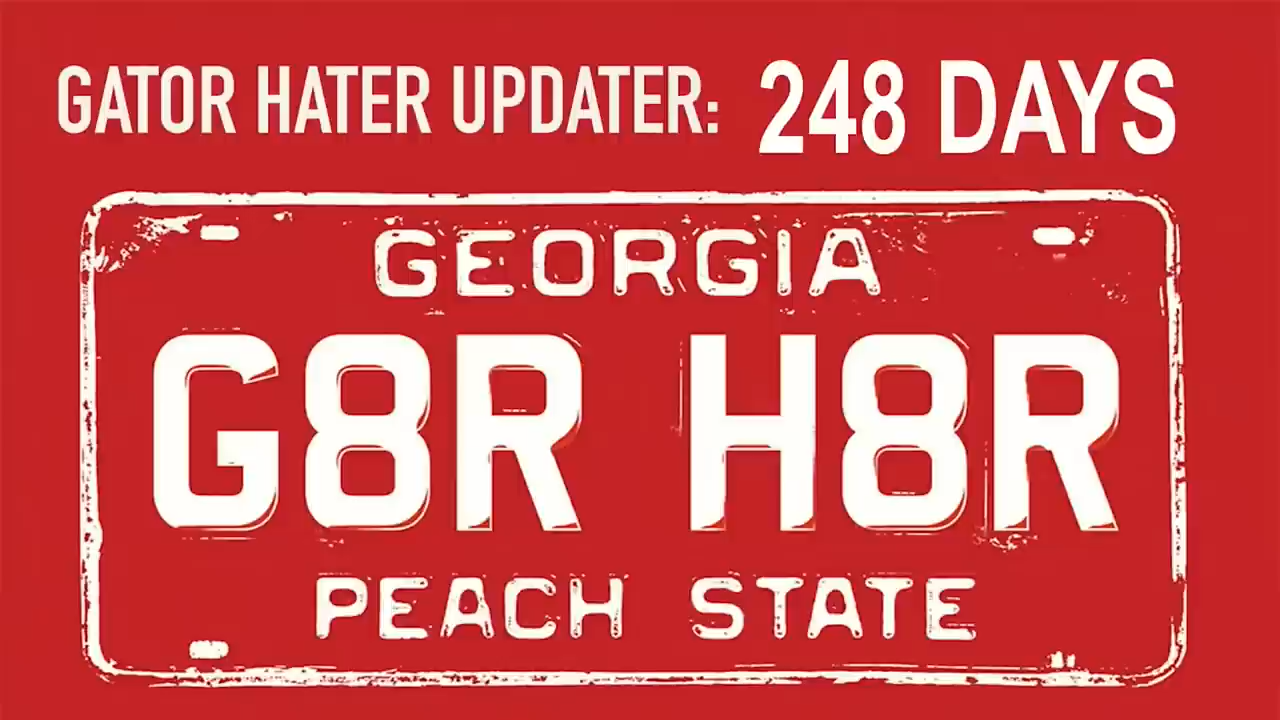 GATOR HATER UPDATER: 248 DAYS
GEORGIA
G8R H8R
PEACH STATE